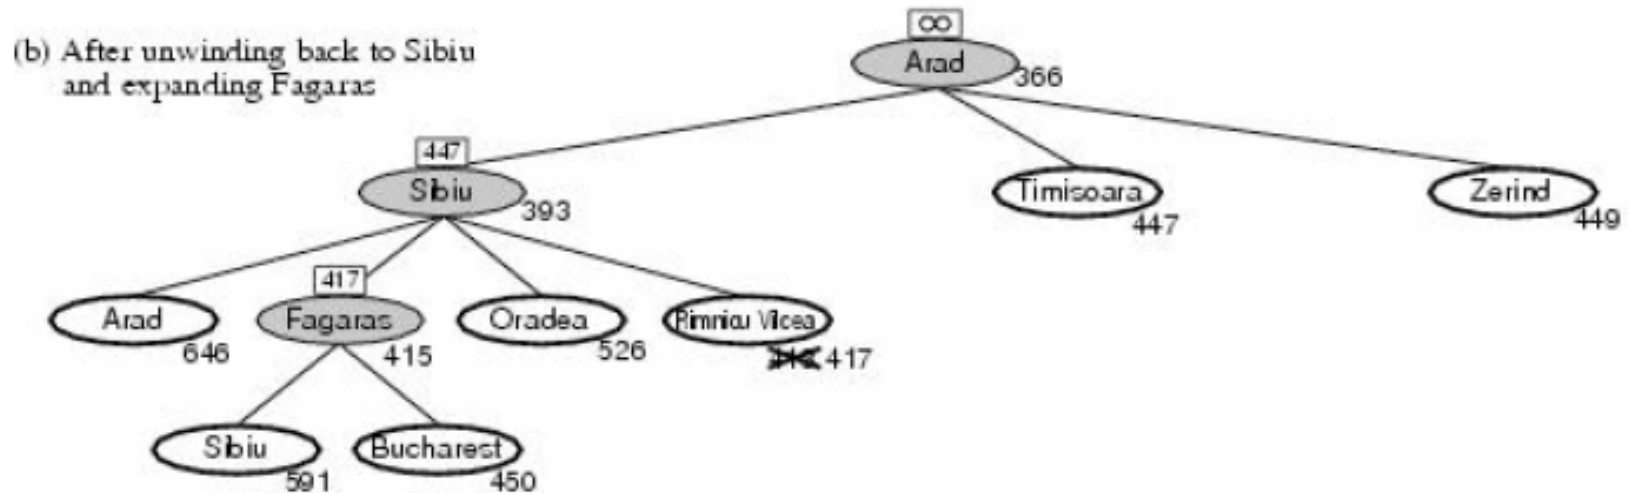 ∞
(b) After unwinding back to Sibiu
and expanding Fagaras
Arad
366
447
Sibiu
393
Timisoara
447
Zerind
449
Arad
646
417
Fagaras
415
Oradea
526
Rimnicu Vilcea
417
Sibiu
591
Bucharest
450